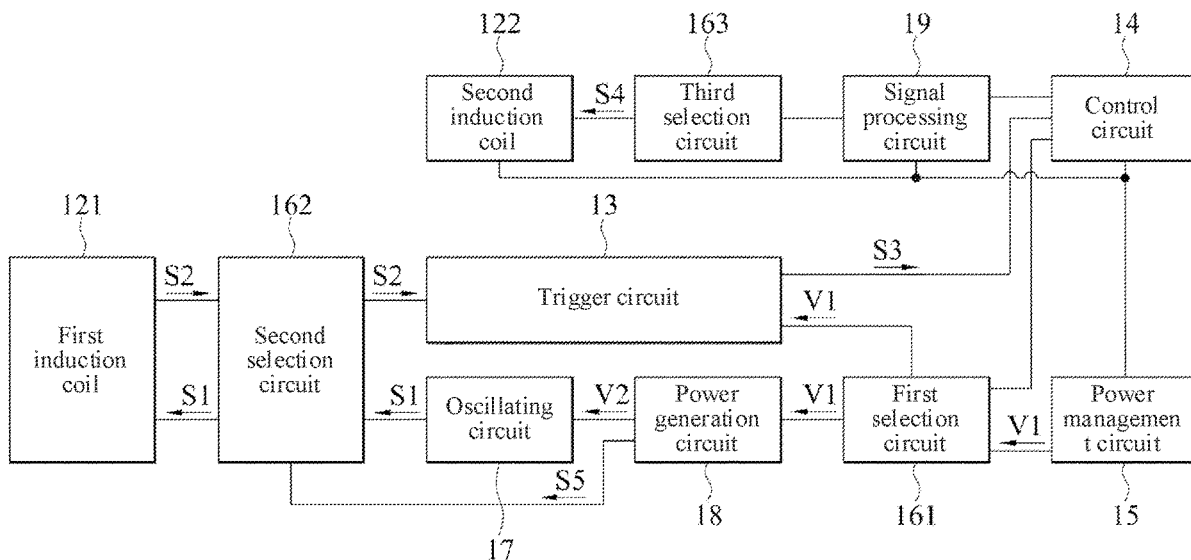 122
163
19
14
Second
induction
coil
S4
Third
selection
circuit
Signal
processing
circuit
Control
circuit
121
162
13
First
induction
coil
S2
S1
Second
selection
circuit
S2
S1
Trigger circuit
S3
V1
Oscillating
circuit
V2
Power
generation
circuit
V1
First
selection
circuit
V1
Power
managemen
t circuit
S5
17
18
161
15